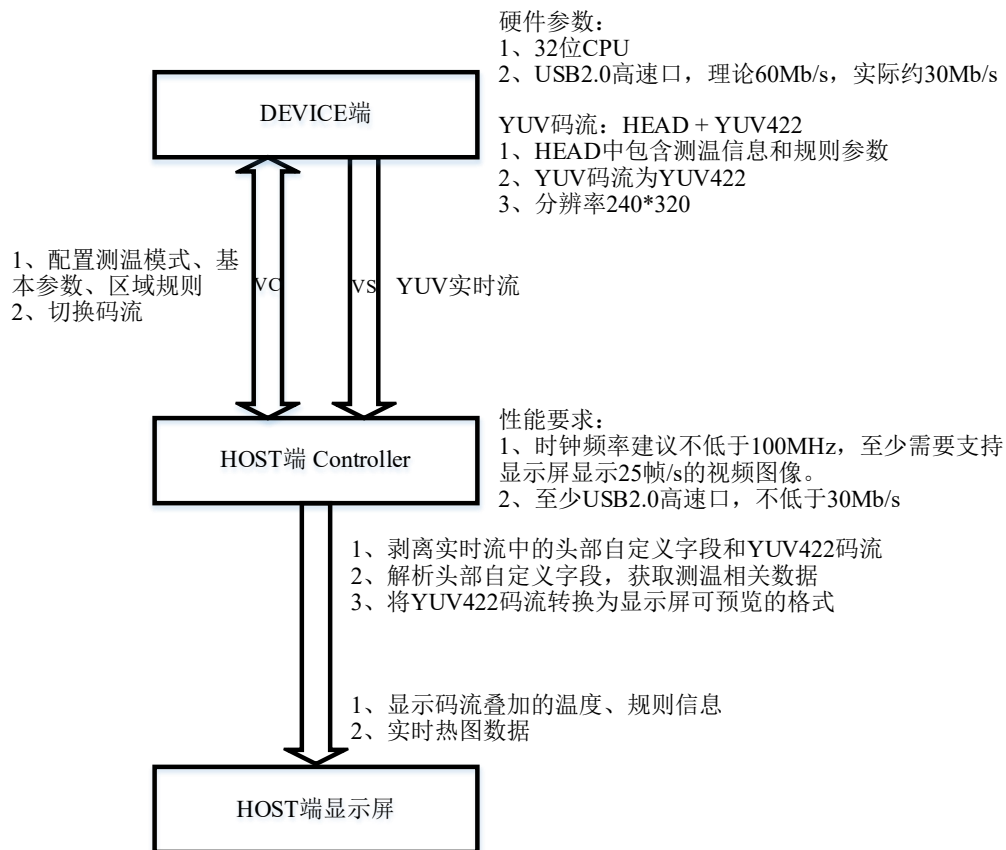 硬件参数：
1、32位CPU
2、USB2.0高速口，理论60Mb/s，实际约30Mb/s
DEVICE端
YUV码流：HEAD + YUV422
1、HEAD中包含测温信息和规则参数
2、YUV码流为YUV422
3、分辨率240*320
1、配置测温模式、基
本参数、区域规则
2、切换码流
VC
VS
YUV实时流
HOST端 Controller
性能要求：
1、时钟频率建议不低于100MHz，至少需要支持
显示屏显示25帧/s的视频图像。
2、至少USB2.0高速口，不低于30Mb/s
1、剥离实时流中的头部自定义字段和YUV422码流
2、解析头部自定义字段，获取测温相关数据
3、将YUV422码流转换为显示屏可预览的格式
1、显示码流叠加的温度、规则信息
2、实时热图数据
HOST端显示屏